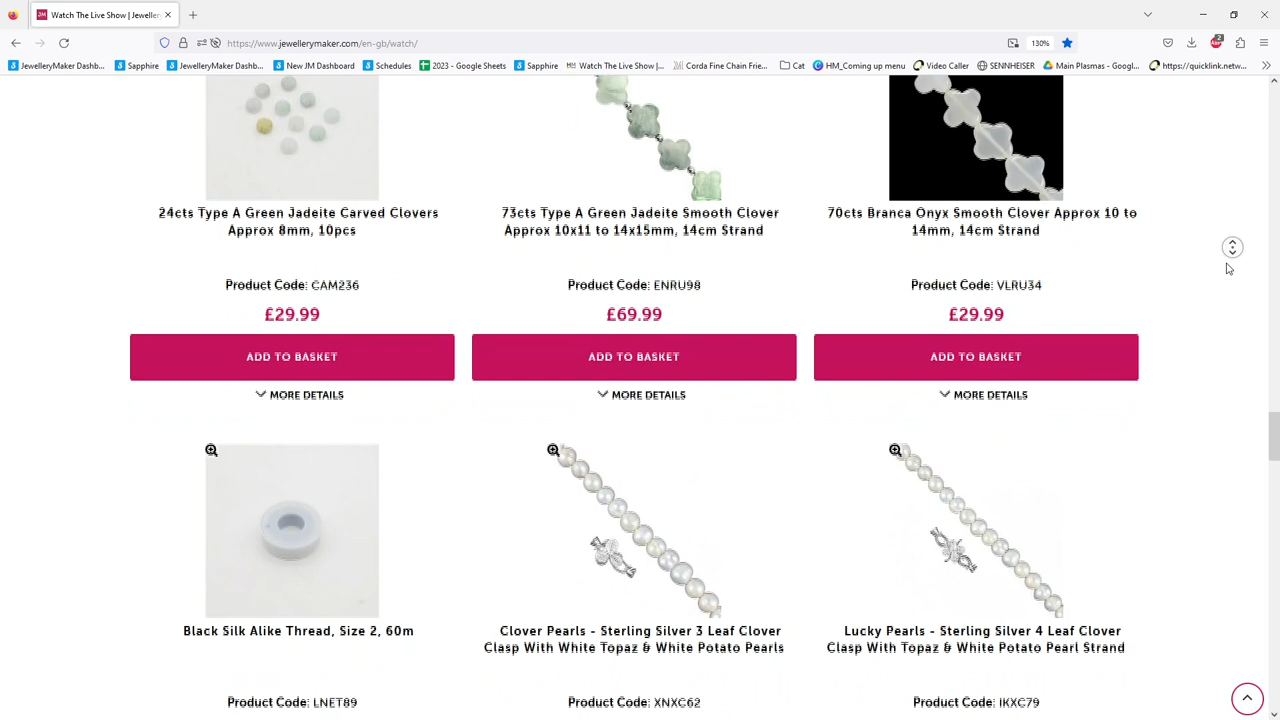 Watch The Live Show | Jeweller
https://www.jewellerymaker.com/en-gb/watch/
130%
2
JewelleryMaker Dashb...
Sapphire
JewelleryMaker Dashb...
New JM Dashboard
Schedules
2023 - Google Sheets
Sapphire
Watch The Live Show |...
Corda Fine Chain Frie...
Cat
HM_Coming up menu
Video Caller
SENNHEISER
Main Plasmas - Googl...
https://quicklink.netw...
24cts Type A Green Jadeite Carved Clovers
Approx 8mm, 10pcs
73cts Type A Green Jadeite Smooth Clover
Approx 10x11 to 14x15mm, 14cm Strand
70cts Branca Onyx Smooth Clover Approx 10 to
14mm, 14cm Strand
Product Code: CAM236
Product Code: ENRU98
Product Code: VLRU34
£29.99
£69.99
£29.99
ADD TO BASKET
ADD TO BASKET
ADD TO BASKET
MORE DETAILS
MORE DETAILS
MORE DETAILS
Black Silk Alike Thread, Size 2, 60m
Clover Pearls - Sterling Silver 3 Leaf Clover
Clasp With White Topaz & White Potato Pearls
Lucky Pearls - Sterling Silver 4 Leaf Clover
Clasp With Topaz & White Potato Pearl Strand
Product Code: LNET89
Product Code: XNXC62
Product Code: IKXC79